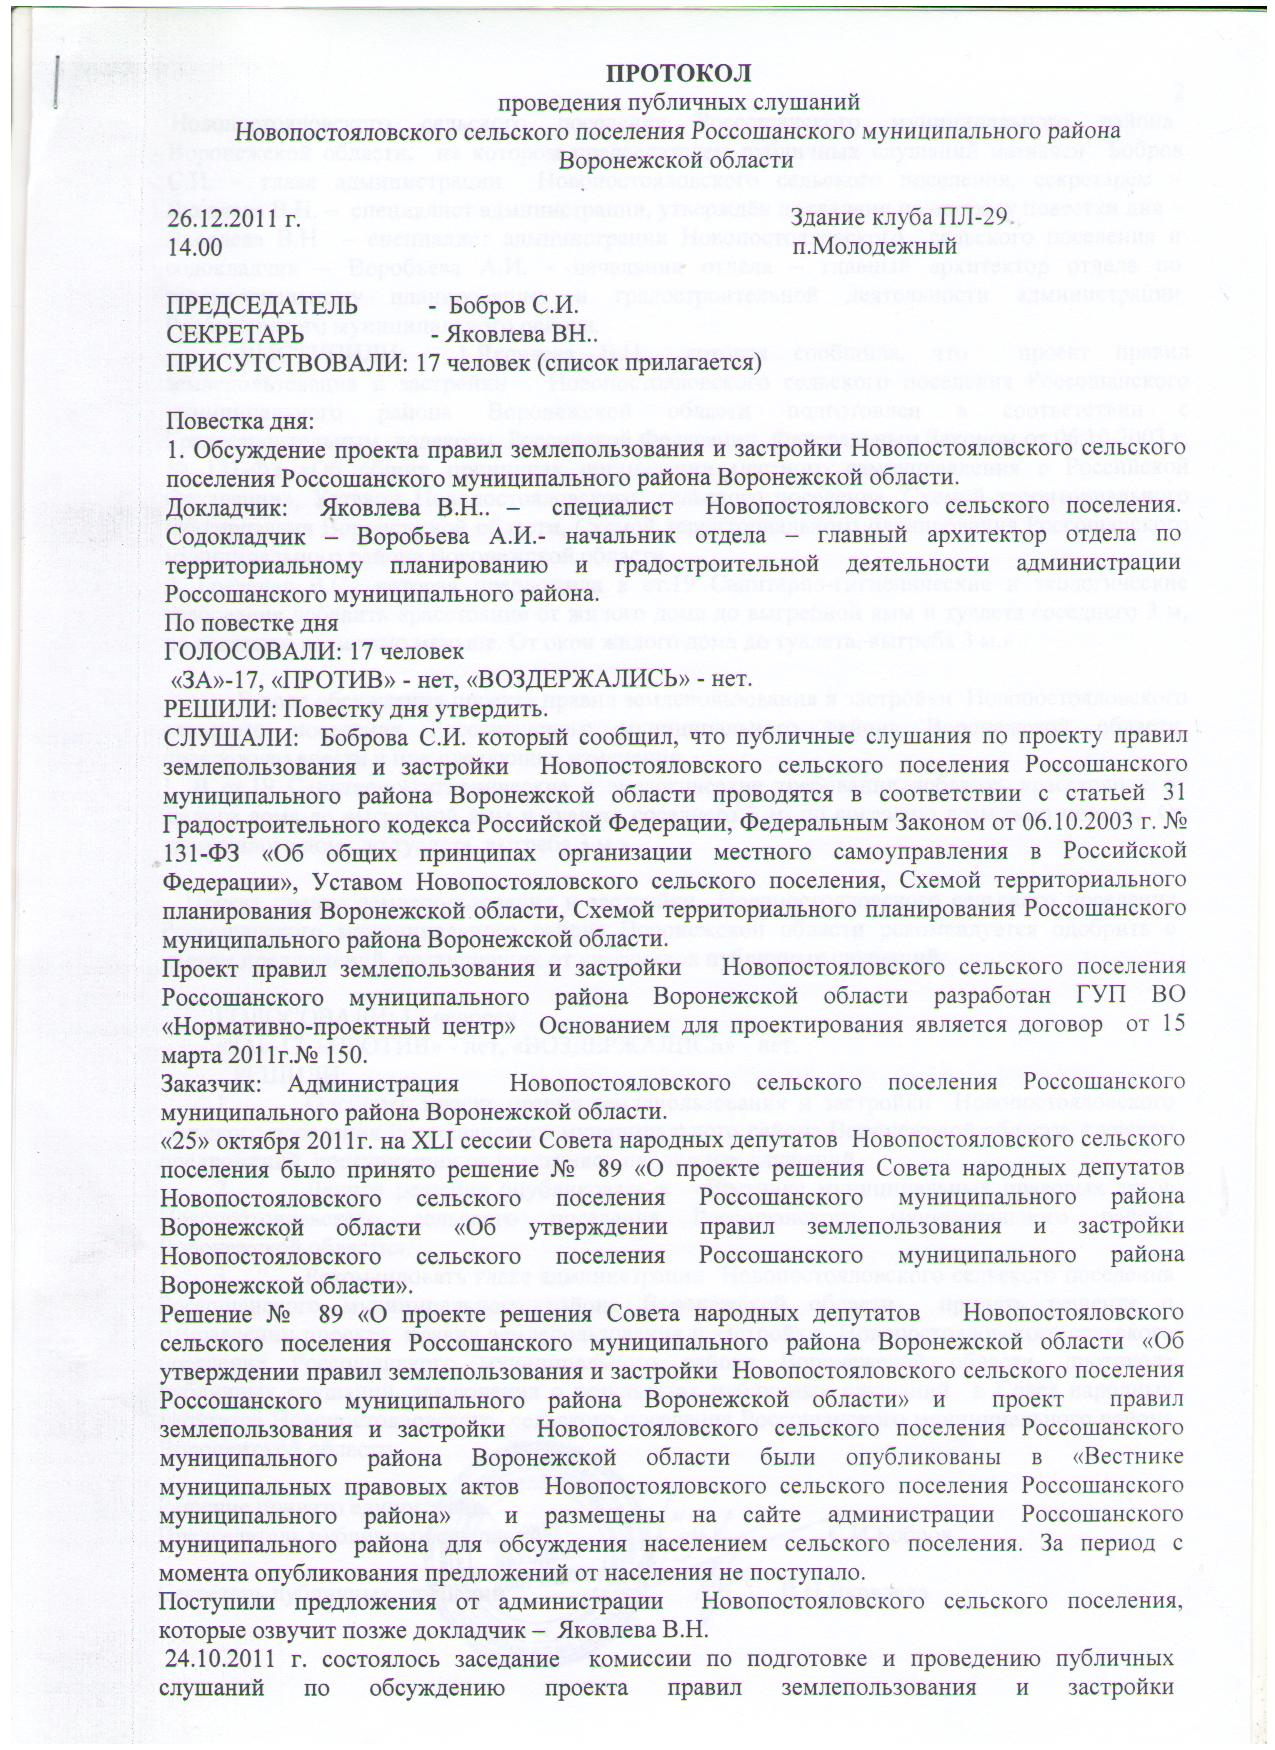 ПРОТОКОЛ
проведения публичных слушаний
Новопостояловского сельского поселения Россошанского муниципального района
Воронежской области
26.12.2011 г. Здание клуба ПЛ-29.
14.00 п.Молодежный
ПРЕДСЕДАТЕЛЬ - Бобров С.И.
СЕКРЕТАРЬ - Яковлева ВН..
ПРИСУТСТВОВАЛИ: 17 человек (список прилагается)
Повестка дня:
1. Обсуждение проекта правил землепользования и застройки Новопостояловского сельского
поселения Россошанского муниципального района Воронежской области.
Докладчик: Яковлева В.Н.. – специалист Новопостояловского сельского поселения.
Содокладчик – Воробьева А.И.- начальник отдела – главный архитектор отдела по
территориальному планированию и градостроительной деятельности администрации
Россошанского муниципального района.
По повестке дня
ГОЛОСОВАЛИ: 17 человек
«ЗА»-17, «ПРОТИВ» - нет, «ВОЗДЕРЖАЛИСЬ» - нет.
РЕШИЛИ: Повестку дня утвердить.
СЛУШАЛИ: Боброва С.И. который сообщил, что публичные слушания по проекту правил
землепользования и застройки Новопостояловского сельского поселения Россошанского
муниципального района Воронежской области проводятся в соответствии с статьей 31
Градостроительного кодекса Российской Федерации, Федеральным Законом от 06.10.2003 г. №
131-ФЗ «Об общих принципах организации местного самоуправления в Российской
Федерации», Уставом Новопостояловского сельского поселения, Схемой территориального
планирования Воронежской области, Схемой территориального планирования Россошанского
муниципального района Воронежской области.
Проект правил землепользования и застройки Новопостояловского сельского поселения
Россошанского муниципального района Воронежской области разработан ГУП ВО
«Нормативно-проектный центр» Основанием для проектирования является договор от 15
марта 2011г.№ 150.
Заказчик: Администрация Новопостояловского сельского поселения Россошанского
муниципального района Воронежской области.
«25» октября 2011г. на XLI сессии Совета народных депутатов Новопостояловского сельского
поселения было принято решение № 89 «О проекте решения Совета народных депутатов
Новопостояловского сельского поселения Россошанского муниципального района
Воронежской области «Об утверждении правил землепользования и застройки
Новопостояловского сельского поселения Россошанского муниципального района
Воронежской области».
Решение № 89 «О проекте решения Совета народных депутатов Новопостояловского
сельского поселения Россошанского муниципального района Воронежской области «Об
утверждении правил землепользования и застройки Новопостояловского сельского поселения
Россошанского муниципального района Воронежской области» и проект правил
землепользования и застройки Новопостояловского сельского поселения Россошанского
муниципального района Воронежской области были опубликованы в «Вестнике
муниципальных правовых актов Новопостояловского сельского поселения Россошанского
муниципального района» и размещены на сайте администрации Россошанского
муниципального района для обсуждения населением сельского поселения. За период с
момента опубликования предложений от населения не поступало.
Поступили предложения от администрации Новопостояловского сельского поселения,
которые озвучит позже докладчик – Яковлева В.Н.
24.10.2011 г. состоялось заседание комиссии по подготовке и проведению публичных
слушаний по обсуждению проекта правил землепользования и застройки